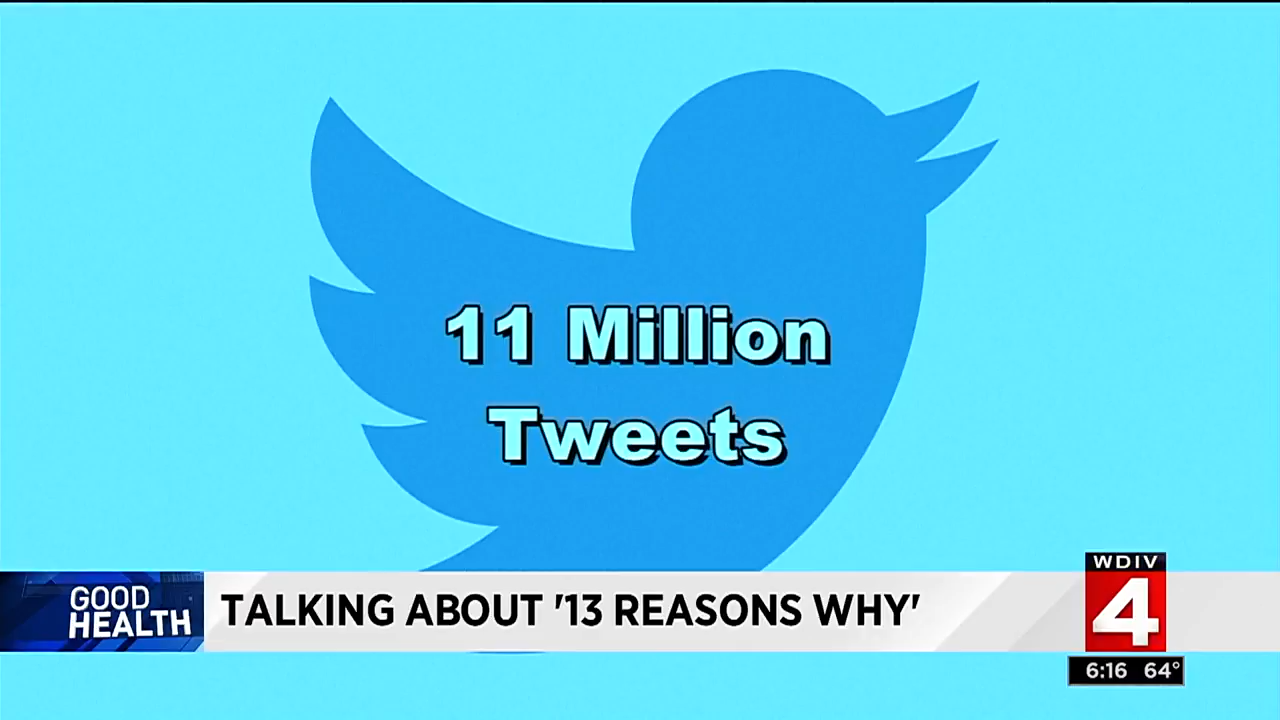 11 Million
Tweets
GOOD
HEALTH
TALKING ABOUT '13 REASONS WHY'
WDIV
4
6:16 64°